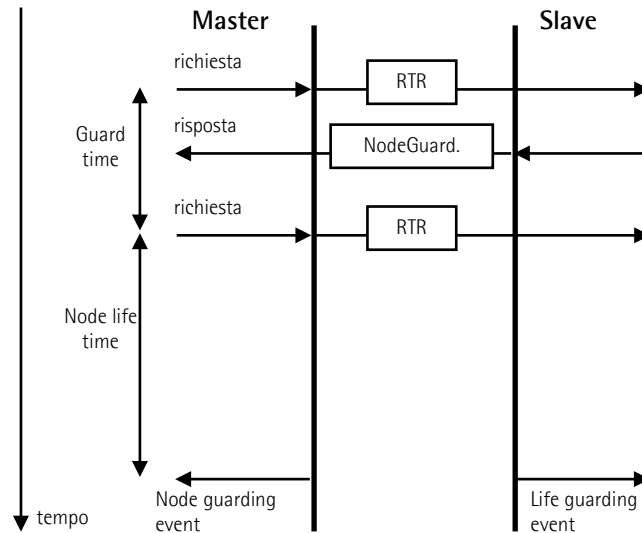 Master
Slave
richiesta
RTR
Guard
time
risposta
NodeGuard.
richiesta
RTR
Node life
time
Node guarding
event
Life guarding
event
tempo